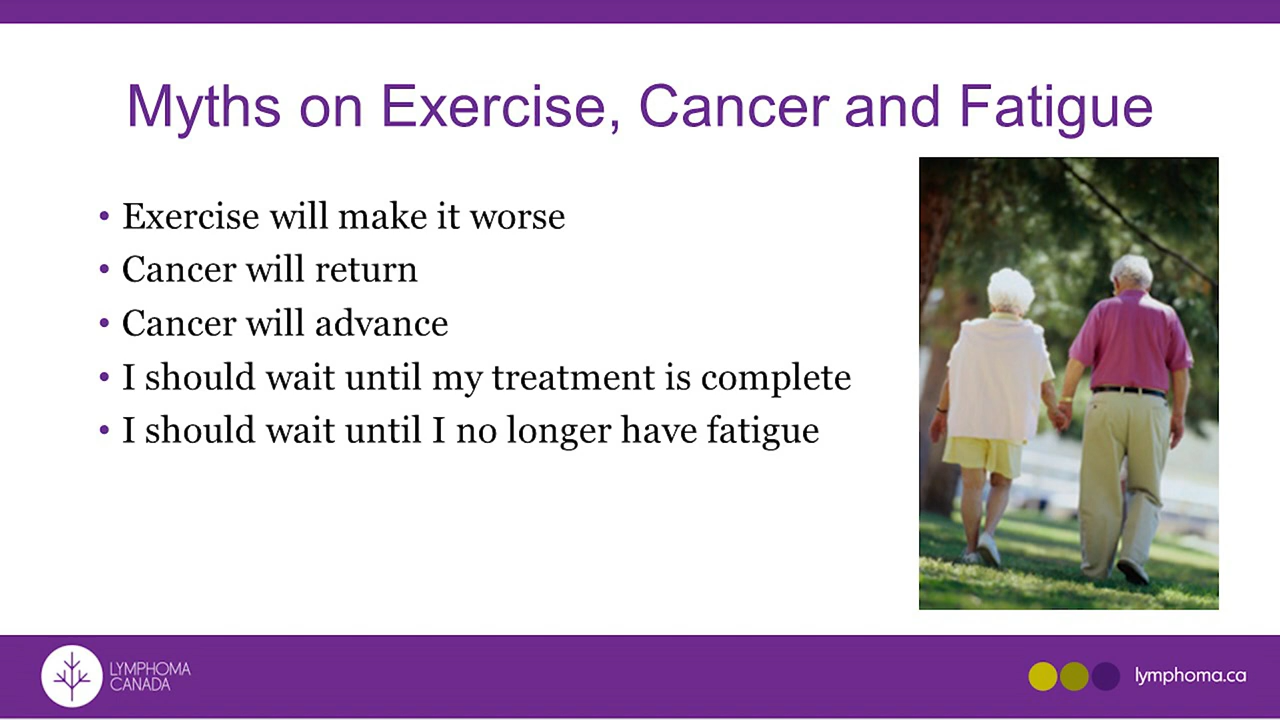 Myths on Exercise, Cancer and Fatigue
• Exercise will make it worse
• Cancer will return
• Cancer will advance
• I should wait until my treatment is complete
• I should wait until I no longer have fatigue
LYMPHOMA
CANADA
lymphoma.ca